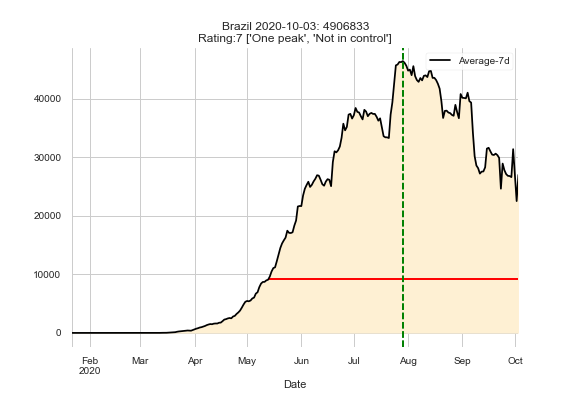 Brazil 2020-10-03: 4906833
Rating:7 ['One peak', 'Not in control']
Average-7d
40000
30000
20000
10000
0
Feb Mar Apr May Jun Jul Aug Sep Oct
2020
Date